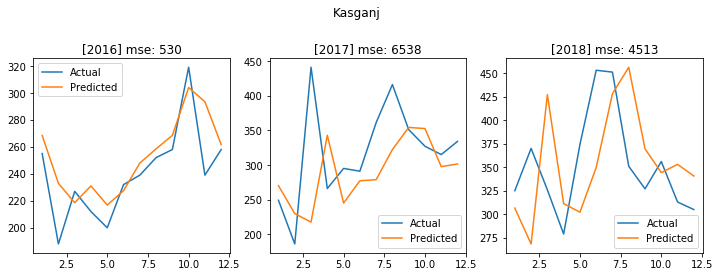 Kasganj
[2016] mse: 530
Actual
Predicted
320
300
280
260
240
220
200
2.5 5.0 7.5 10.0 12.5
[2017] mse: 6538
450
400
350
300
250
200
Actual
Predicted
2.5 5.0 7.5 10.0 12.5
[2018] mse: 4513
450
425
400
375
350
325
300
275
Actual
Predicted
2.5 5.0 7.5 10.0 12.5